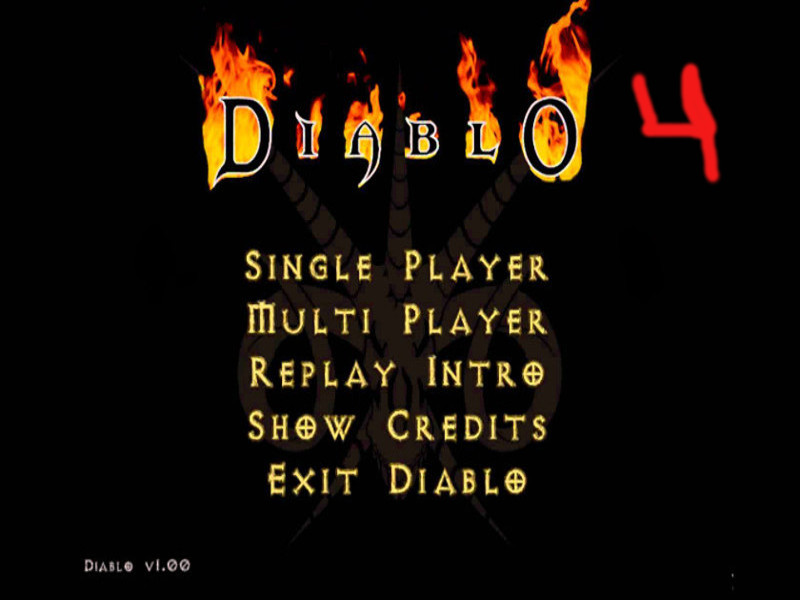 Diablo 4
Single Player
Multi Player
Replay Intro
Show Credits
Exit Diablo
Diablo v1.00